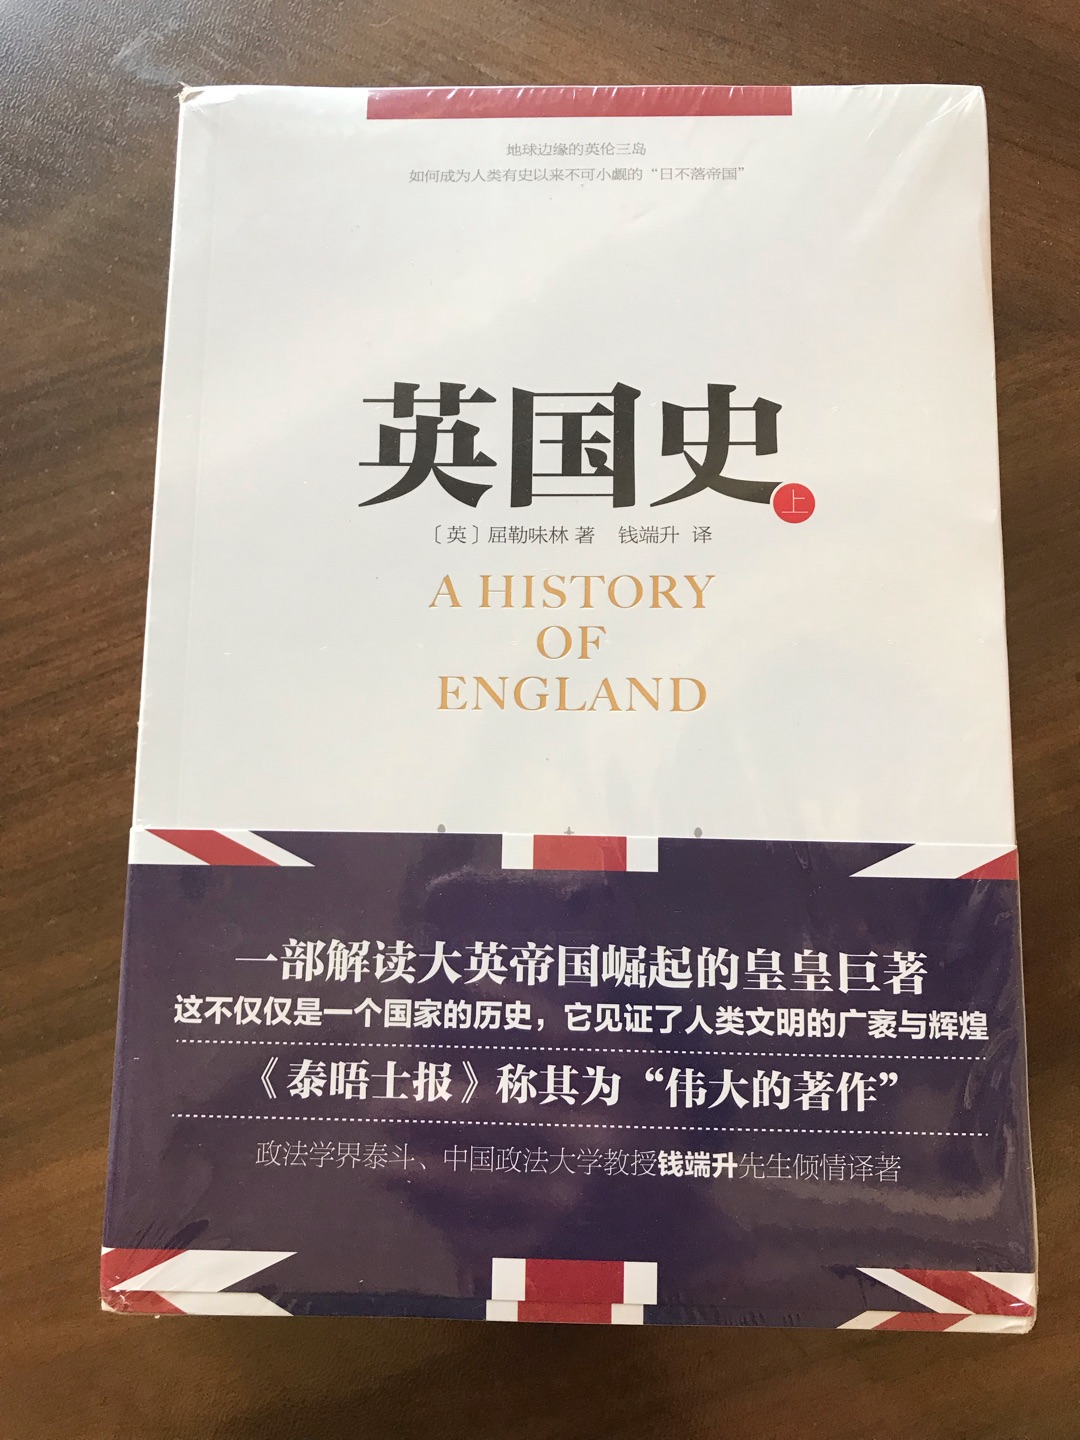 地球边缘的英伦三岛
如何成为人类有史以来不可小觑的“日不落帝国”
英国史 上
〔英〕屈勒味林 著 钱端升 译
A HISTORY
OF
ENGLAND
一部解读大英帝国崛起的皇皇巨著
这不仅仅是一个国家的历史，它见证了人类文明的广袤与辉煌
《泰晤士报》称其为“伟大的著作”
政法学界泰斗、中国政法大学教授钱端升先生倾情译著